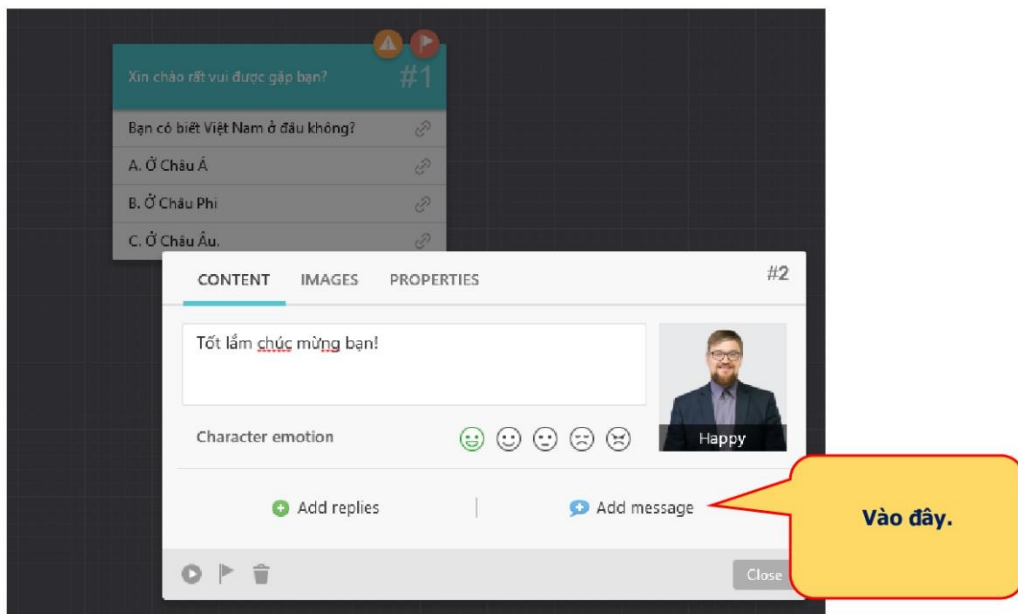 Xin chào rất vui được gặp bạn?
#1
Bạn có biết Việt Nam ở đâu không?
A. Ở Châu Á
B. Ở Châu Phi
C. Ở Châu Âu.
CONTENT IMAGES PROPERTIES #2
Tốt lắm chúc mừng bạn!
Character emotion
Happy
Add replies | Add message
Vào đây.
Close